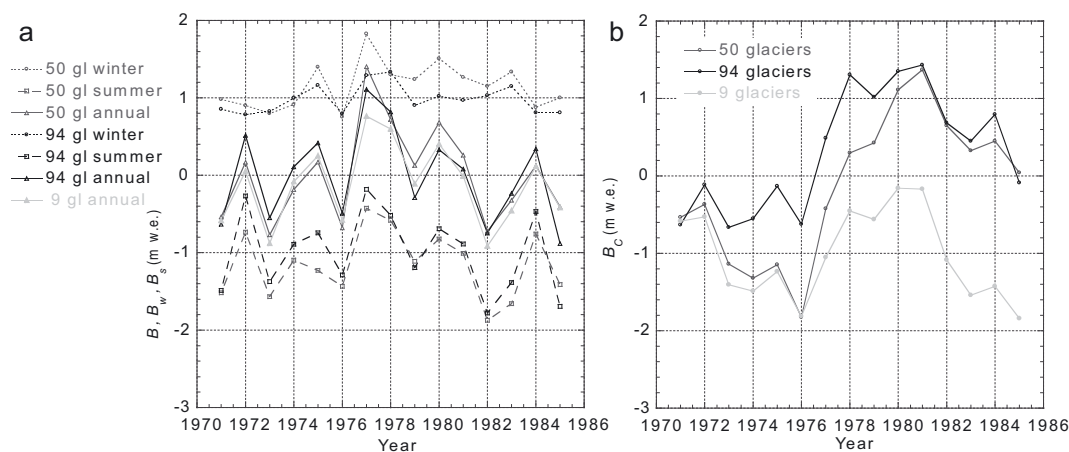 a
50 gl winter
50 gl summer
50 gl annual
94 gl winter
94 gl summer
94 gl annual
9 gl annual
B, Bw, Bs (m w.e.)
2
1
0
-1
-2
-3
1970 1972 1974 1976 1978 1980 1982 1984 1986
Year
b
50 glaciers
94 glaciers
9 glaciers
Bc (m w.e.)
2
1
0
-1
-2
-3
1970 1972 1974 1976 1978 1980 1982 1984 1986
Year